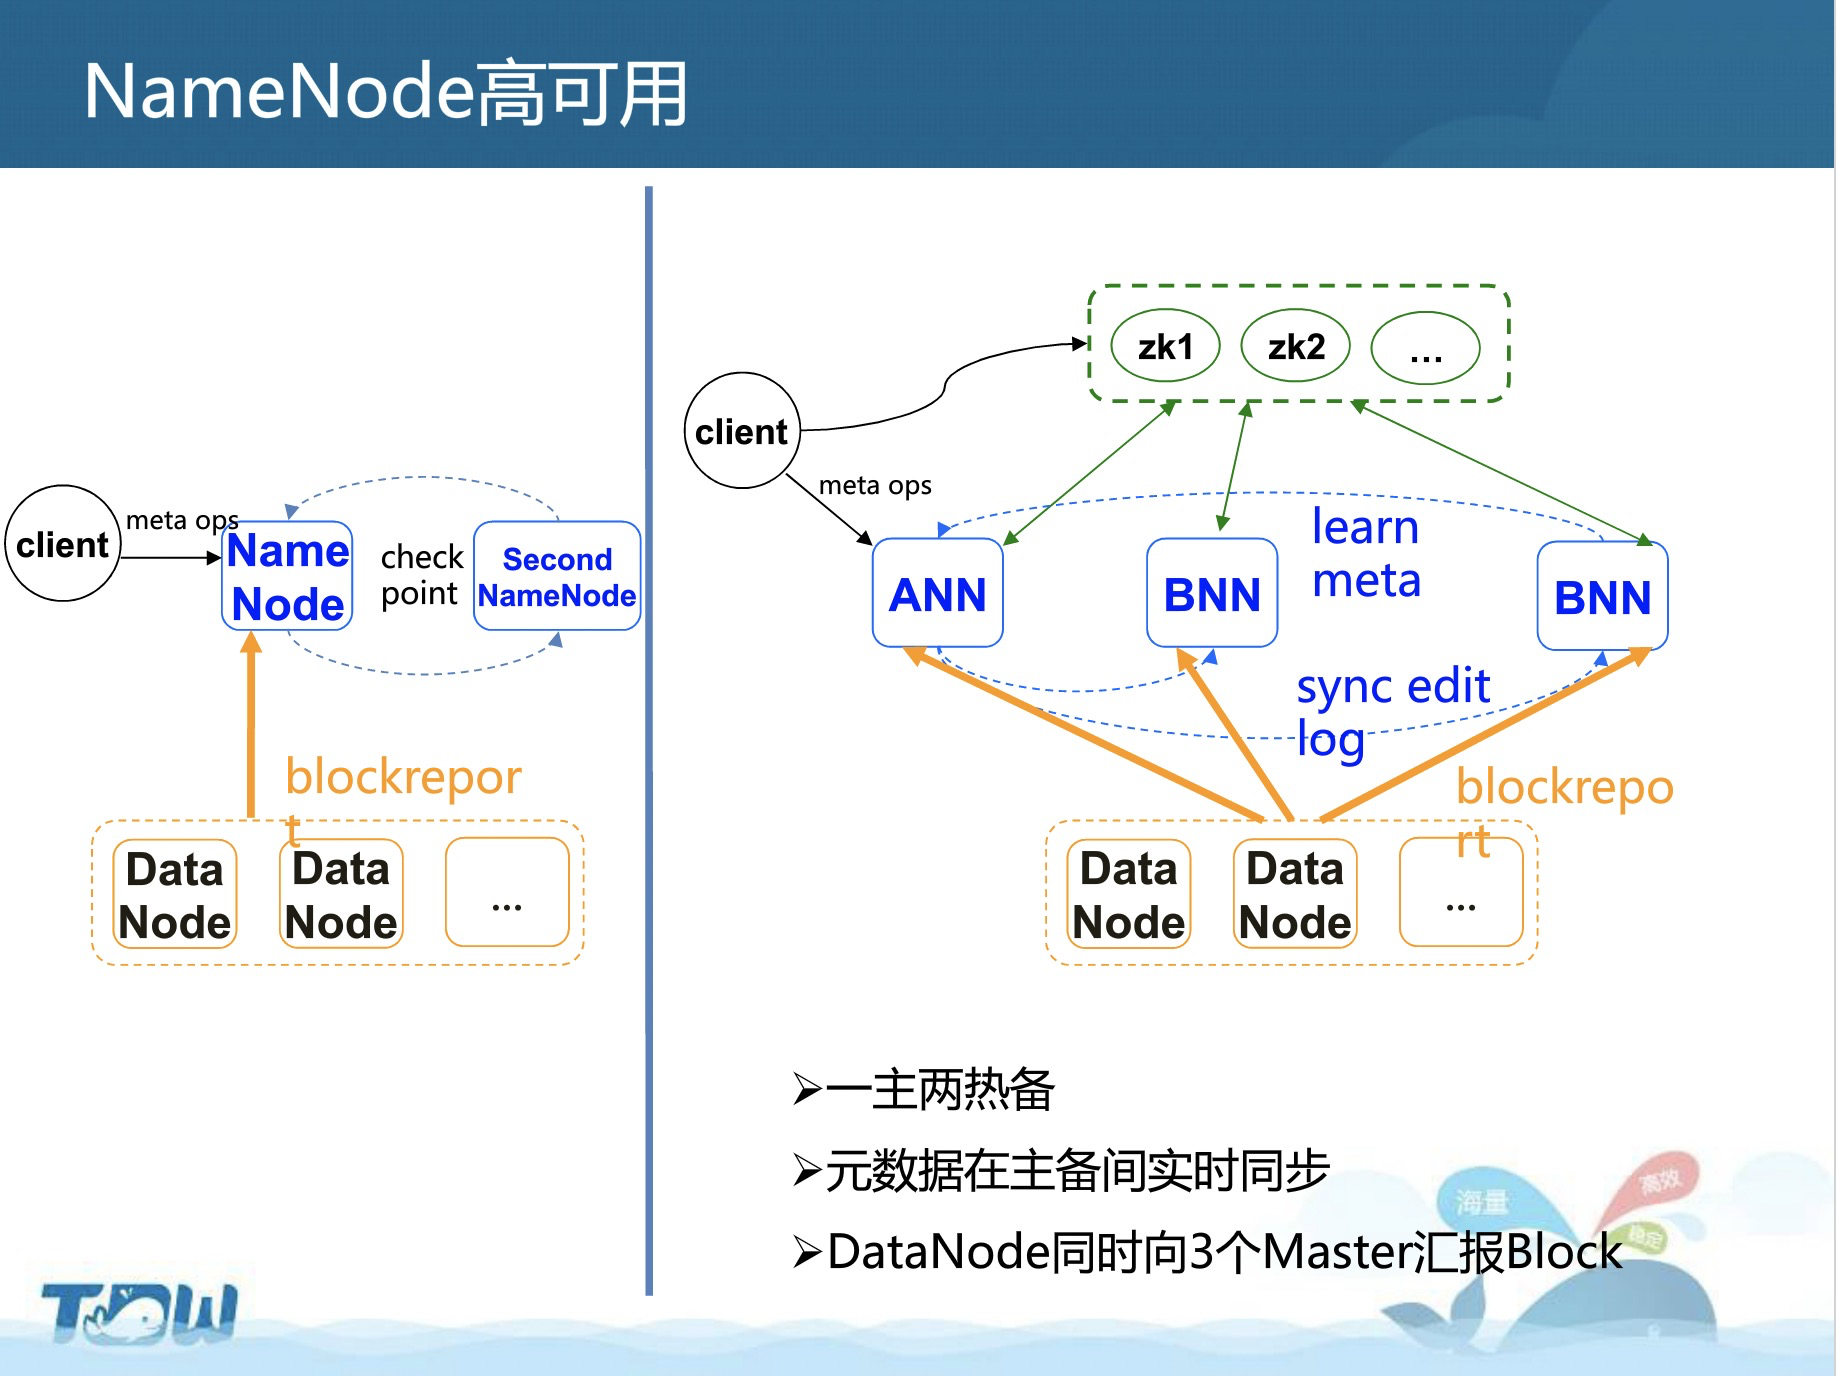 NameNode高可用
client
meta ops
Name
Node
check
point
Second
NameNode
blockrepor
t
Data
Node
Data
Node
...
zk1
zk2
...
client
meta ops
ANN
BNN
learn
meta
BNN
sync edit
log
blockrepo
rt
Data
Node
Data
Node
...
➢一主两热备
➢元数据在主备间实时同步
➢DataNode同时向3个Master汇报Block
海量
高效
稳定
TDW